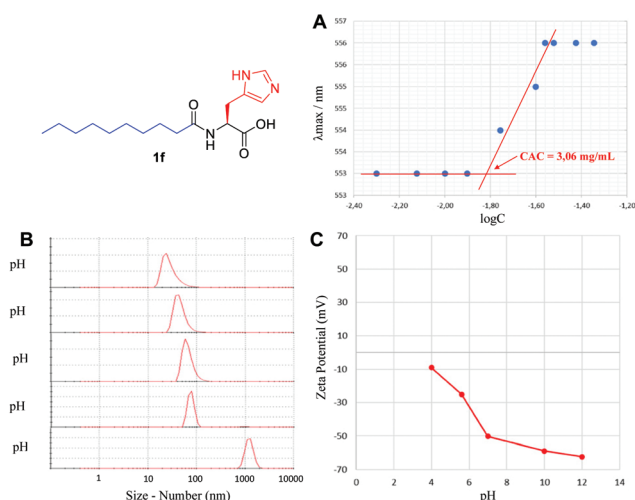 HN
N
O
N
H
OH
O
1f
A
557
556
556
555
555
554
554
553
553
λmax / nm
CAC = 3,06 mg/mL
-2,40 -2,20 -2,00 -1,80 -1,60 -1,40 -1,20
logC
B
pH
pH
pH
pH
pH
1 10 100 1000 10000
Size - Number (nm)
C
70
50
30
10
-10
-30
-50
-70
Zeta Potential (mV)
0 2 4 6 8 10 12 14
pH